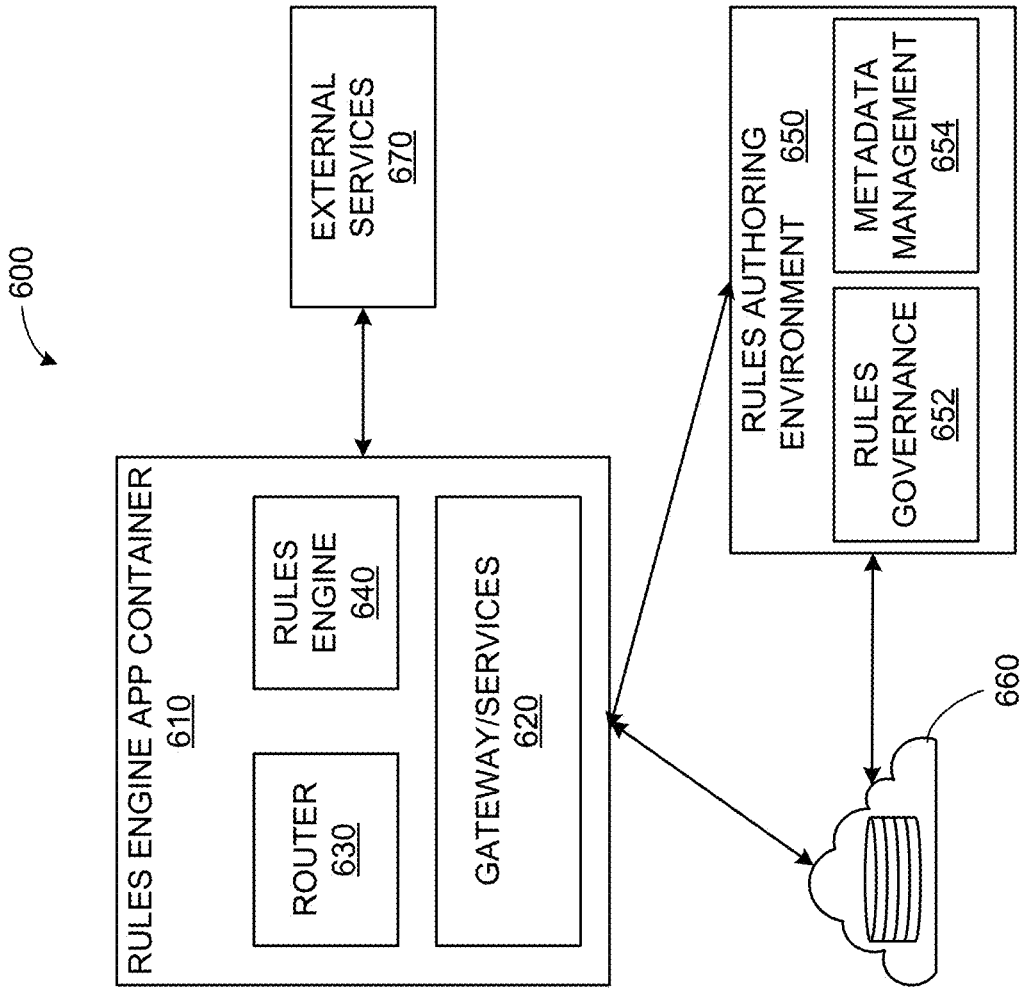 600
RULES ENGINE APP CONTAINER
610
ROUTER
630
RULES
ENGINE
640
GATEWAY/SERVICES
620
EXTERNAL
SERVICES
670
660
RULES AUTHORING
ENVIRONMENT 650
RULES
GOVERNANCE
652
METADATA
MANAGEMENT
654